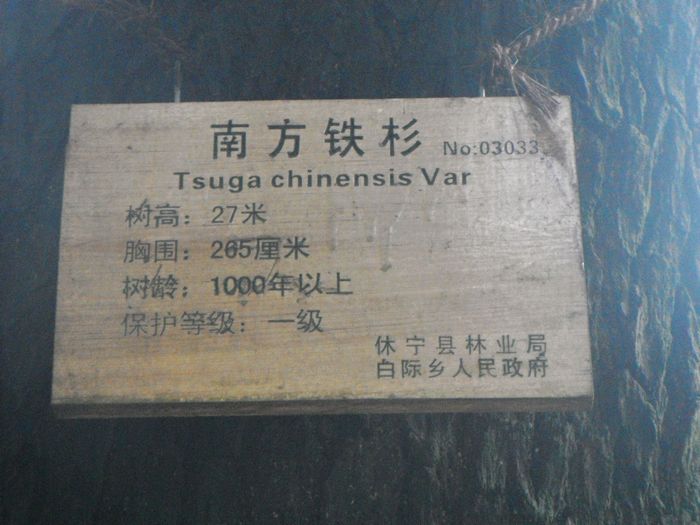 南方铁杉 No:03033
Tsuga chinensis Var
树高：27米
胸围：265厘米
树龄：1000年以上
保护等级：一级
休宁县林业局
白际乡人民政府